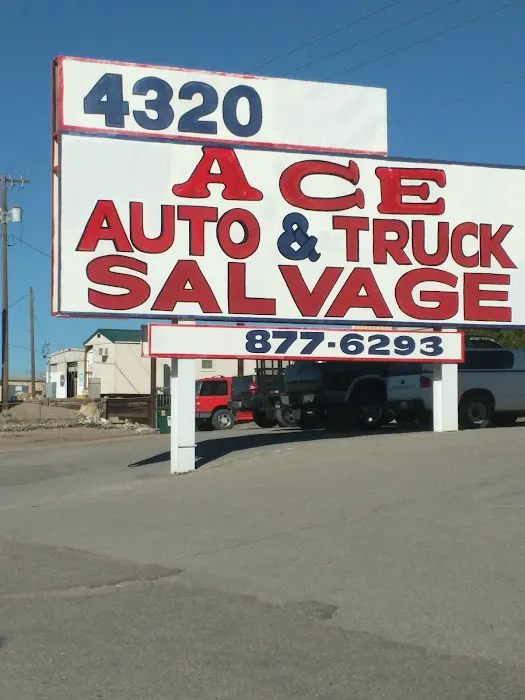 4320
ACE
AUTO & TRUCK
SALVAGE
877-6293